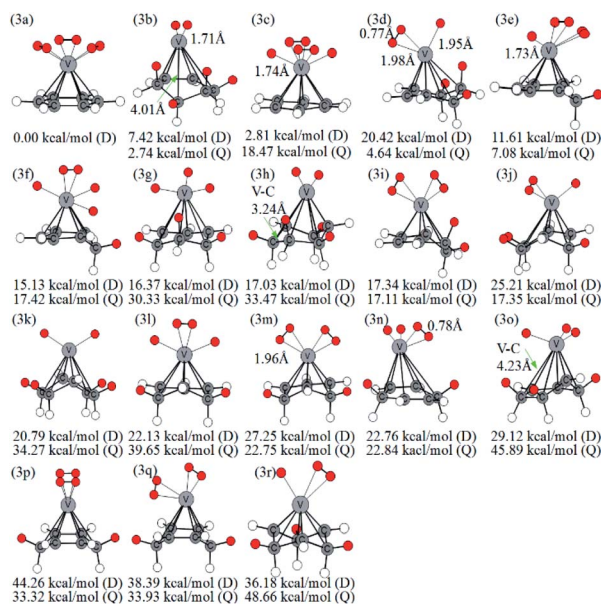 (3a) (3b) (3c) (3d) (3e)
0.77Å
1.71Å 1.95Å
1.98Å 1.73Å
1.74Å
4.01Å
0.00 kcal/mol (D) 7.42 kcal/mol (D) 2.81 kcal/mol (D) 20.42 kcal/mol (D) 11.61 kcal/mol (D)
2.74 kcal/mol (Q) 18.47 kcal/mol (Q) 4.64 kcal/mol (Q) 7.08 kcal/mol (Q)
(3f) (3g) (3h) (3i) (3j)
V-C
3.24Å
15.13 kcal/mol (D) 16.37 kcal/mol (D) 17.03 kcal/mol (D) 17.34 kcal/mol (D) 25.21 kcal/mol (D)
17.42 kcal/mol (Q) 30.33 kcal/mol (Q) 33.47 kcal/mol (Q) 17.11 kcal/mol (Q) 17.35 kcal/mol (Q)
(3k) (3l) (3m) (3n) (3o)
0.78Å
1.96Å V-C
4.23Å
20.79 kcal/mol (D) 22.13 kcal/mol (D) 27.25 kcal/mol (D) 22.76 kcal/mol (D) 29.12 kcal/mol (D)
34.27 kcal/mol (Q) 39.65 kcal/mol (Q) 22.75 kcal/mol (Q) 22.84 kcal/mol (Q) 45.89 kcal/mol (Q)
(3p) (3q) (3r)
44.26 kcal/mol (D) 38.39 kcal/mol (D) 36.18 kcal/mol (D)
33.32 kcal/mol (Q) 33.93 kcal/mol (Q) 48.66 kcal/mol (Q)